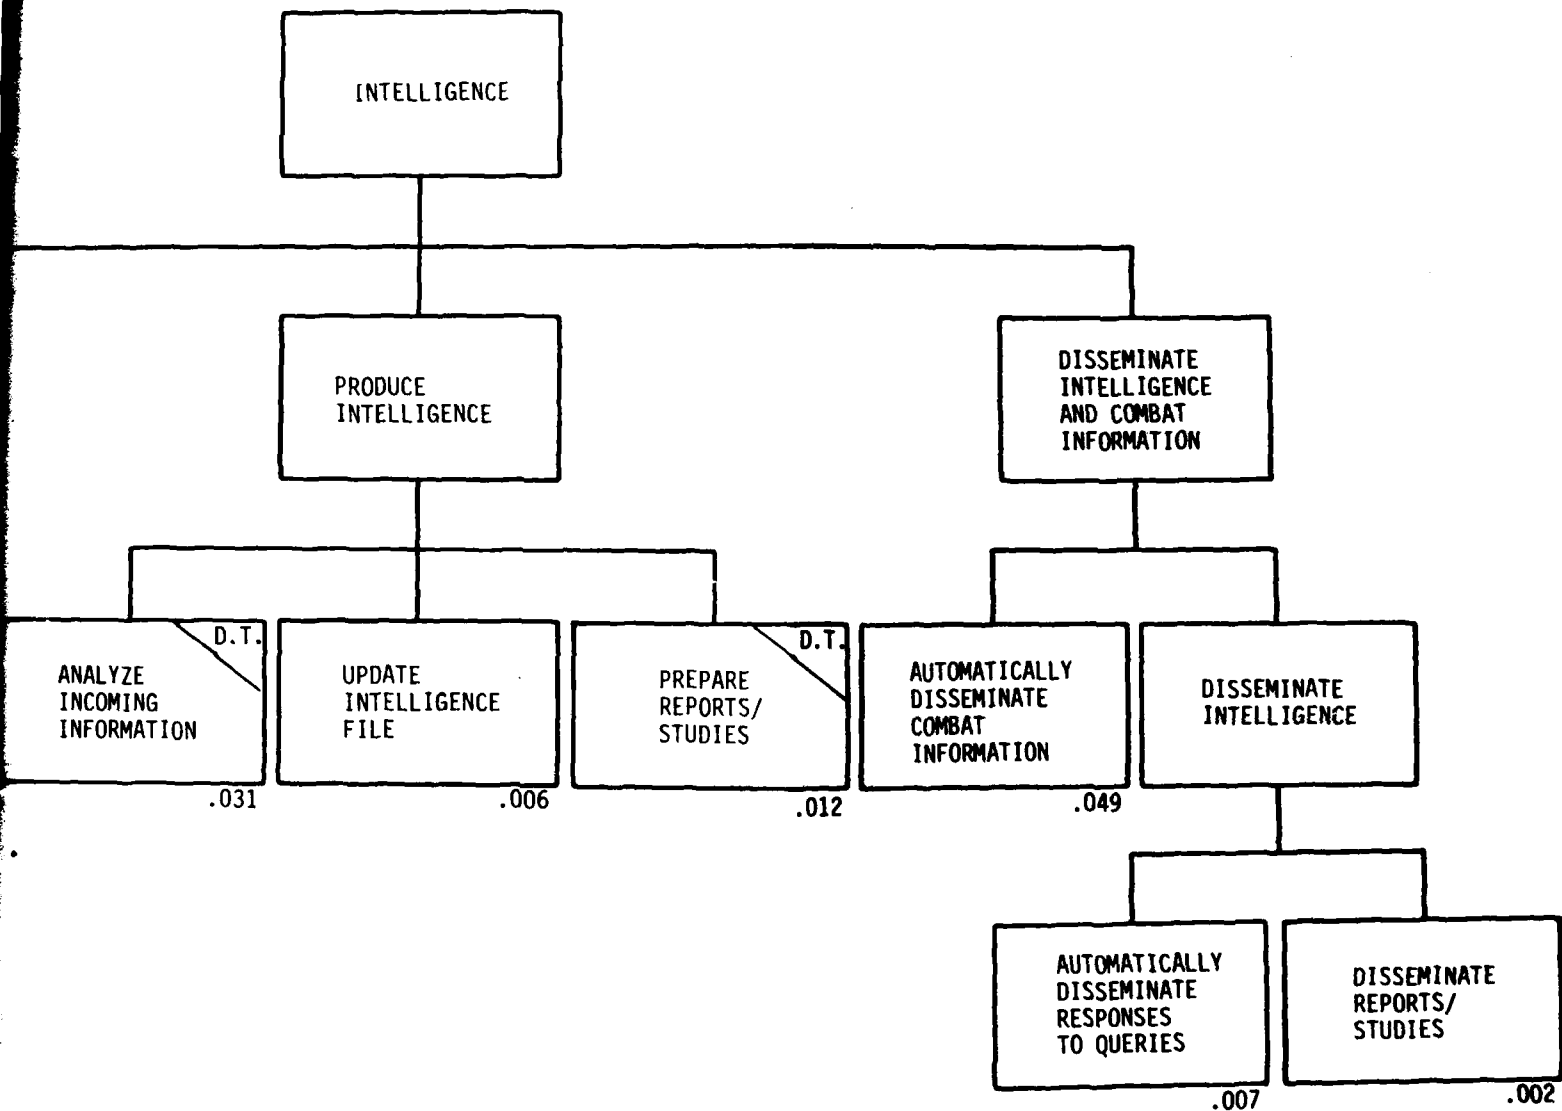 INTELLIGENCE
PRODUCE
INTELLIGENCE
DISSEMINATE
INTELLIGENCE
AND COMBAT
INFORMATION
D.T.
ANALYZE
INCOMING
INFORMATION
.031
UPDATE
INTELLIGENCE
FILE
.006
D.T.
PREPARE
REPORTS/
STUDIES
.012
AUTOMATICALLY
DISSEMINATE
COMBAT
INFORMATION
.049
DISSEMINATE
INTELLIGENCE
AUTOMATICALLY
DISSEMINATE
RESPONSES
TO QUERIES
.007
DISSEMINATE
REPORTS/
STUDIES
.002